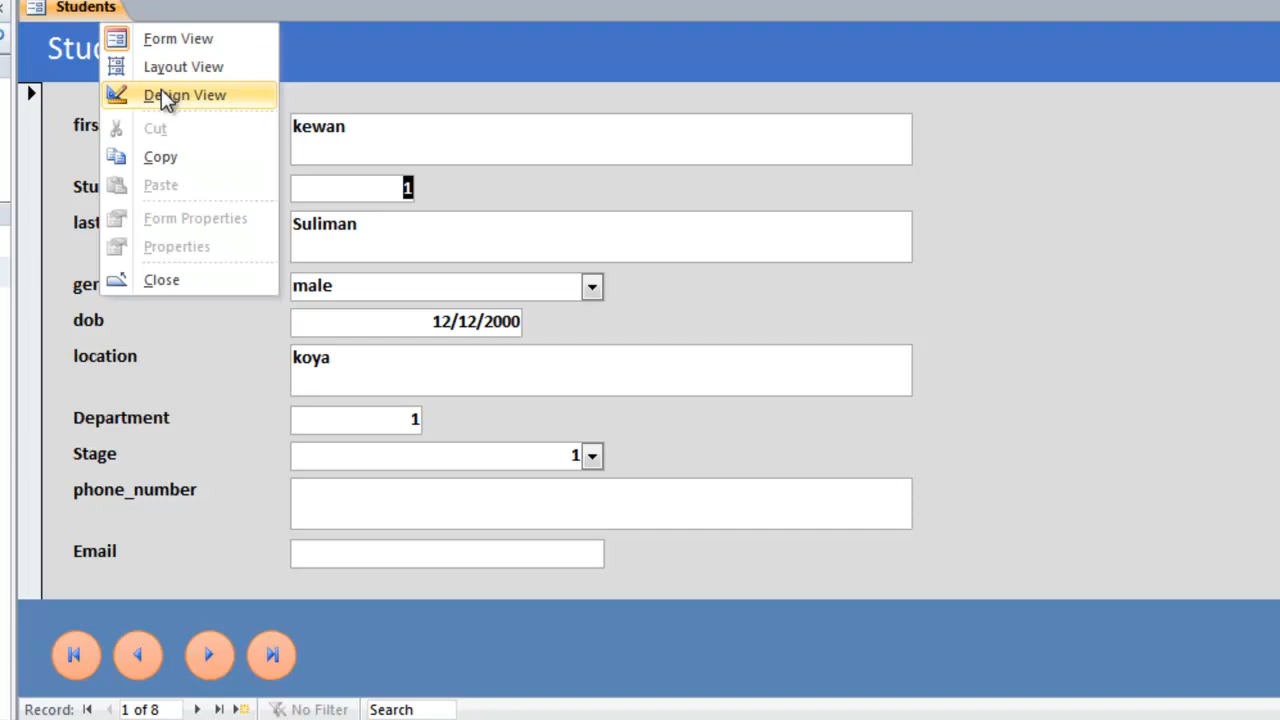 Students
Stu
Form View
Layout View
Design View
Cut
Copy
Paste
Form Properties
Properties
Close
firs
kewan
Stu
1
last
Suliman
gen
male
dob
12/12/2000
location
koya
Department
1
Stage
1
phone_number
Email
Record:
1 of 8
No Filter
Search